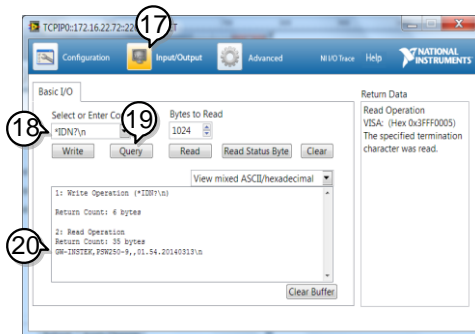 TCPIP0::172.16.22.72::22
T
17
Configuration
Input/Output
Advanced
NI I/O Trace
Help
NATIONAL
INSTRUMENTS
Basic I/O
Return Data
Select or Enter Co
19
Bytes to Read
18
*IDN?\n
1024
Write
Query
Read
Read Status Byte
Clear
Read Operation
VISA: (Hex 0x3FFF0005)
The specified termination
character was read.
View mixed ASCII/hexadecimal
1: Write Operation (*IDN?\n)
Return Count: 6 bytes
2: Read Operation
Return Count: 35 bytes
20
GW-INSTEK,PSW250-9,,01.54.20140313\n
Clear Buffer